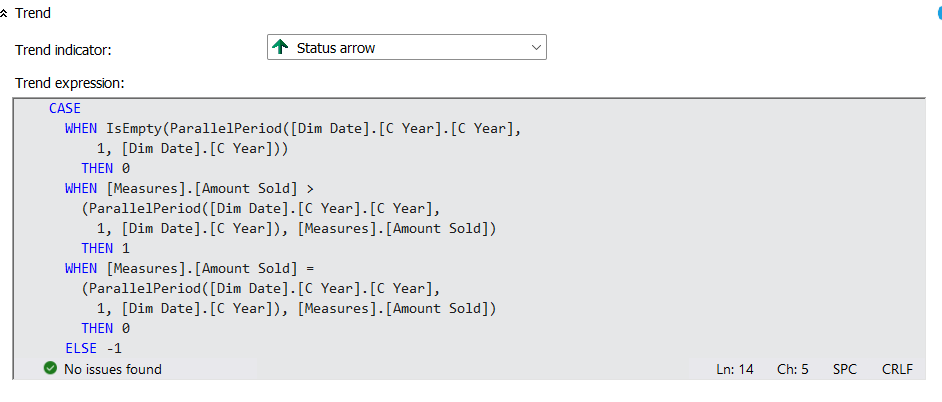 Trend
Trend indicator:
Status arrow
Trend expression:
CASE
WHEN IsEmpty(ParallelPeriod([Dim Date].[C Year].[C Year],
1, [Dim Date].[C Year]))
THEN 0
WHEN [Measures].[Amount Sold] >
(ParallelPeriod([Dim Date].[C Year].[C Year],
1, [Dim Date].[C Year]), [Measures].[Amount Sold])
THEN 1
WHEN [Measures].[Amount Sold] =
(ParallelPeriod([Dim Date].[C Year].[C Year],
1, [Dim Date].[C Year]), [Measures].[Amount Sold])
THEN 0
ELSE -1
No issues found Ln: 14 Ch: 5 SPC CRLF